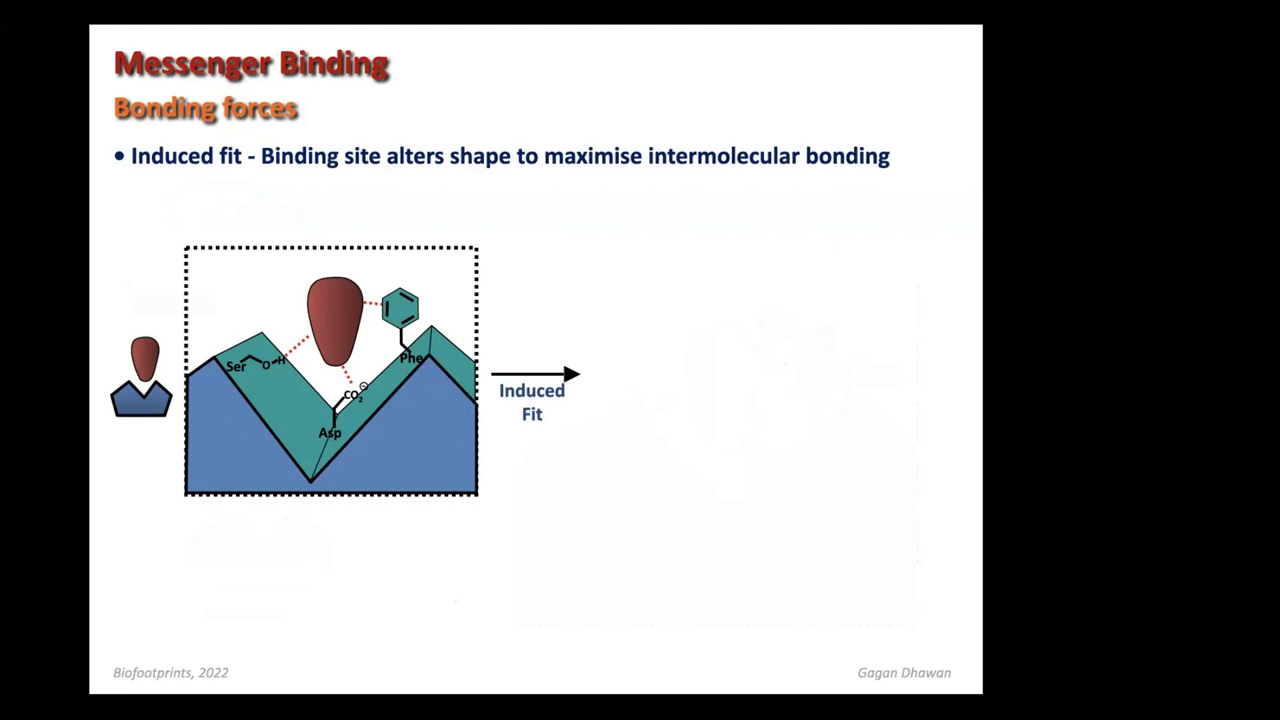 Messenger Binding
Bonding forces
• Induced fit - Binding site alters shape to maximise intermolecular bonding
Ser
O
H
Phe
CO2⊖
Asp
Induced
Fit
Biofootprints, 2022
Gagan Dhawan